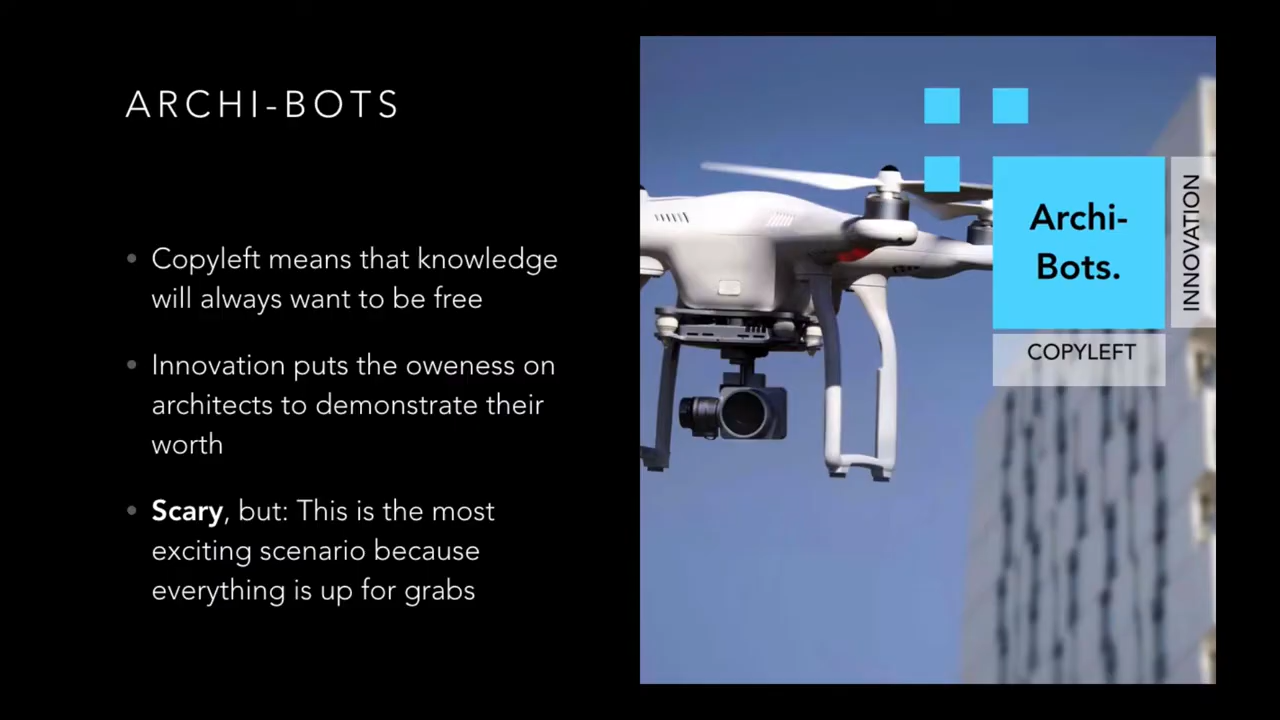 ARCHI-BOTS
• Copyleft means that knowledge
will always want to be free
• Innovation puts the oweness on
architects to demonstrate their
worth
• Scary, but: This is the most
exciting scenario because
everything is up for grabs
Archi-
Bots.
INNOVATION
COPYLEFT